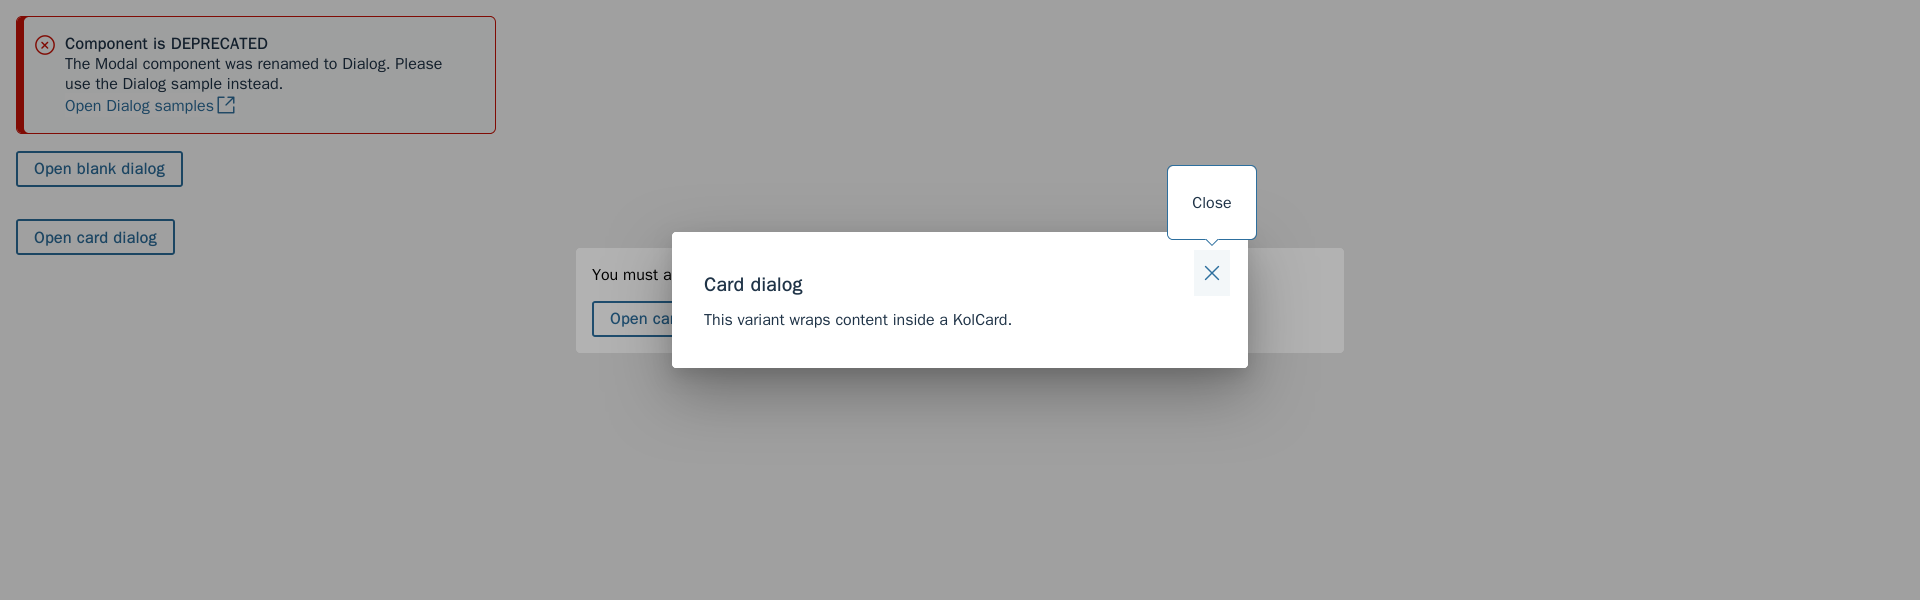 Component is DEPRECATED
The Modal component was renamed to Dialog. Please
use the Dialog sample instead.
Open Dialog samples
Open blank dialog
Open card dialog
Close
You must
Card dialog
This variant wraps content inside a KolCard.
Open